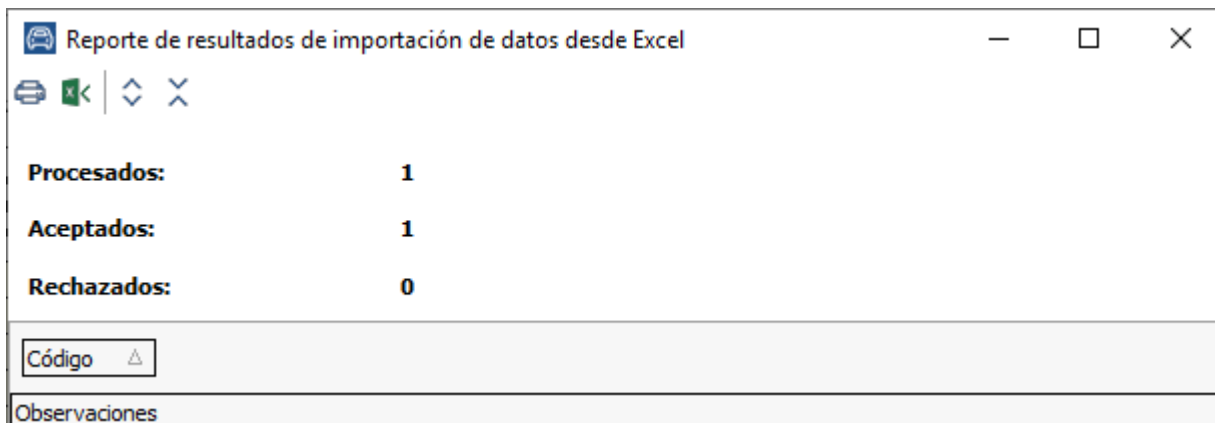 Reporte de resultados de importación de datos desde Excel
Procesados: 1
Aceptados: 1
Rechazados: 0
Código
Observaciones